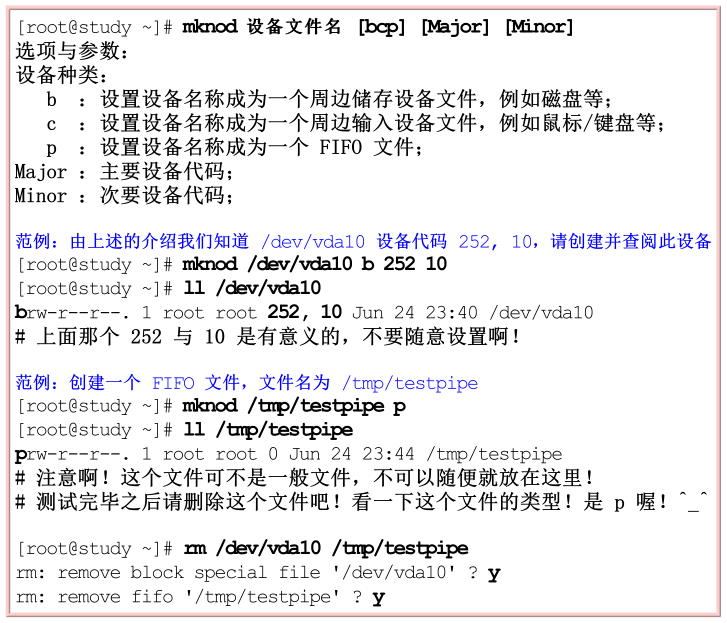 [root@study ~]# mknod 设备文件名 [bcp] [Major] [Minor]
选项与参数：
设备种类：
   b  ：设置设备名称成为一个周边储存设备文件，例如磁盘等；
   c  ：设置设备名称成为一个周边输入设备文件，例如鼠标/键盘等；
   p  ：设置设备名称成为一个 FIFO 文件；
Major ：主要设备代码；
Minor ：次要设备代码；
范例：由上述的介绍我们知道 /dev/vda10 设备代码 252, 10，请创建并查阅此设备
[root@study ~]# mknod /dev/vda10 b 252 10
[root@study ~]# ll /dev/vda10
brw-r--r--. 1 root root 252, 10 Jun 24 23:40 /dev/vda10
# 上面那个 252 与 10 是有意义的，不要随意设置啊！
范例：创建一个 FIFO 文件，文件名为 /tmp/testpipe
[root@study ~]# mknod /tmp/testpipe p
[root@study ~]# ll /tmp/testpipe
prw-r--r--. 1 root root 0 Jun 24 23:44 /tmp/testpipe
# 注意啊！这个文件可不是一般文件，不可以随便就放在这里！
# 测试完毕之后请删除这个文件吧！看一下这个文件的类型！是 p 喔！^_^
[root@study ~]# rm /dev/vda10 /tmp/testpipe
rm: remove block special file '/dev/vda10' ? y
rm: remove fifo '/tmp/testpipe' ? y